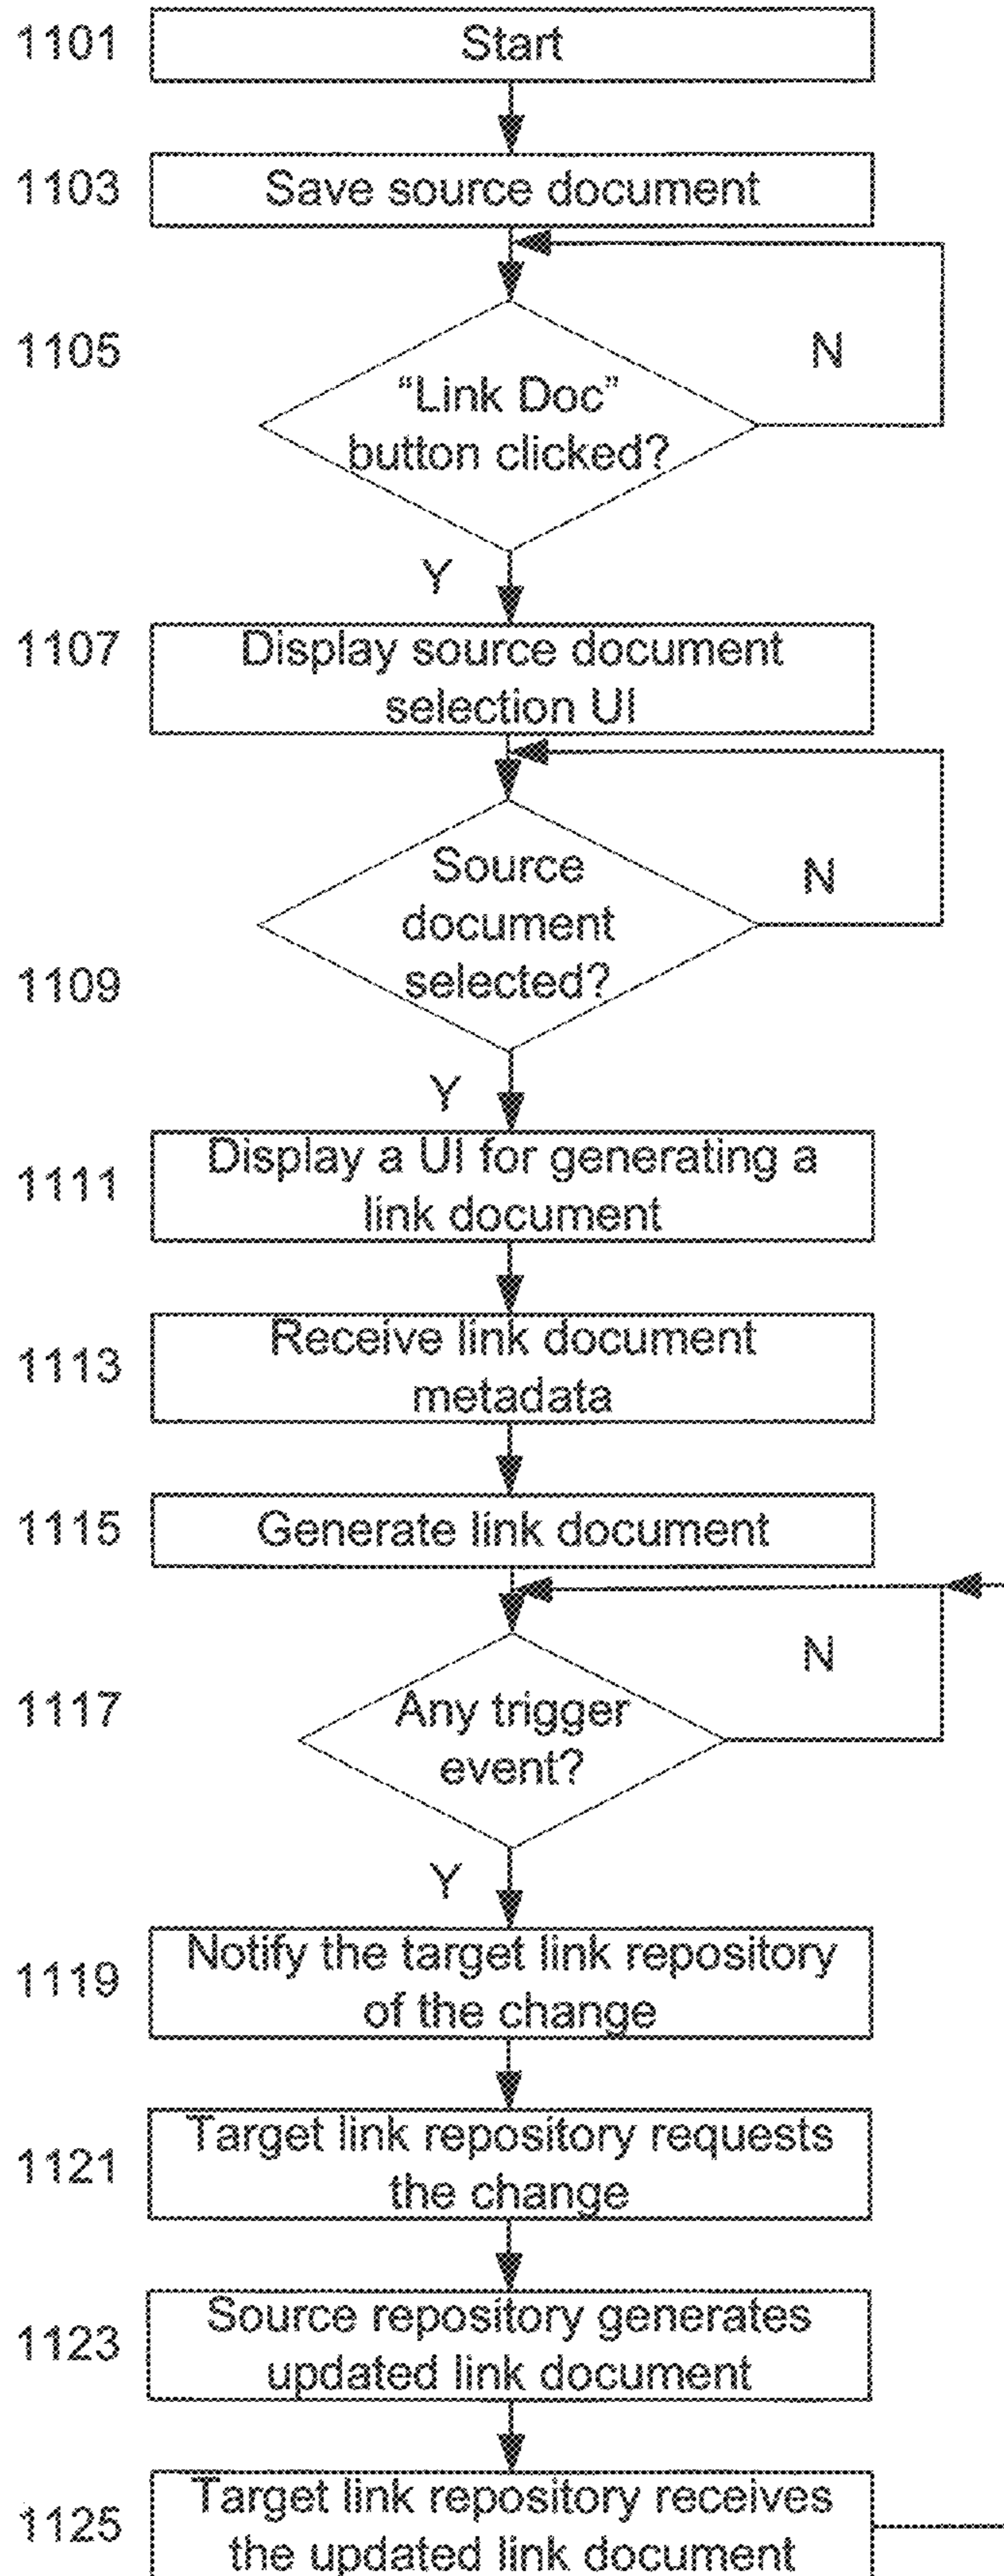 1101 Start
1103 Save source document
1105
N
“Link Doc”
button clicked?
Y
1107 Display source document
selection UI
Source
N
document
selected?
1109
Y
1111 Display a UI for generating a
link document
1113 Receive link document
metadata
1115 Generate link document
N
1117 Any trigger
event?
Y
1119 Notify the target link repository
of the change
1121 Target link repository requests
the change
1123 Source repository generates
updated link document
1125 Target link repository receives
the updated link document